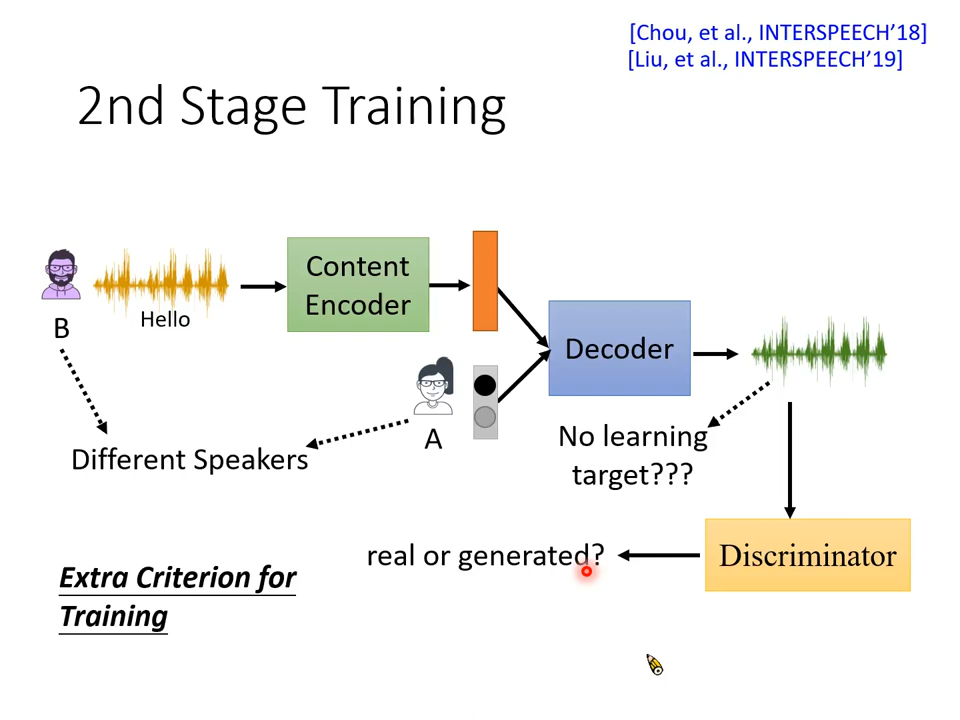 [Chou, et al., INTERSPEECH’18]
[Liu, et al., INTERSPEECH’19]
2nd Stage Training
Content
Encoder
Hello
B
Decoder
A
Different Speakers
No learning
target???
real or generated?
Discriminator
Extra Criterion for
Training